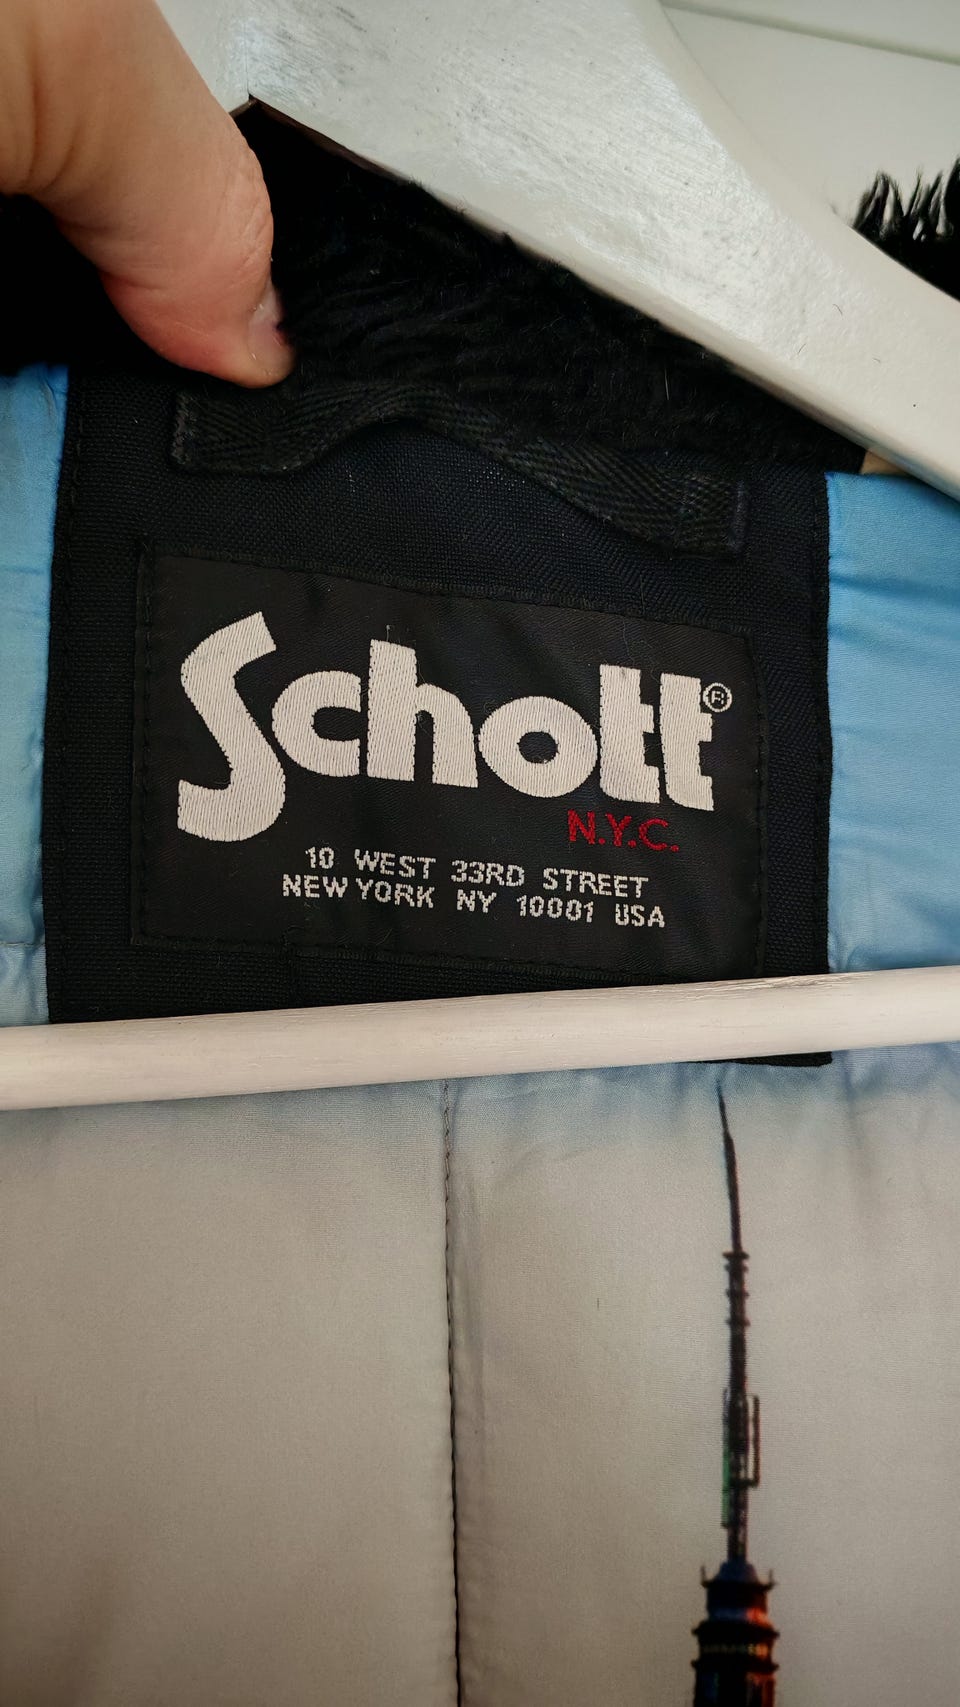 Schott®
N.Y.C.
10 WEST 33RD STREET
NEW YORK NY 10001 USA